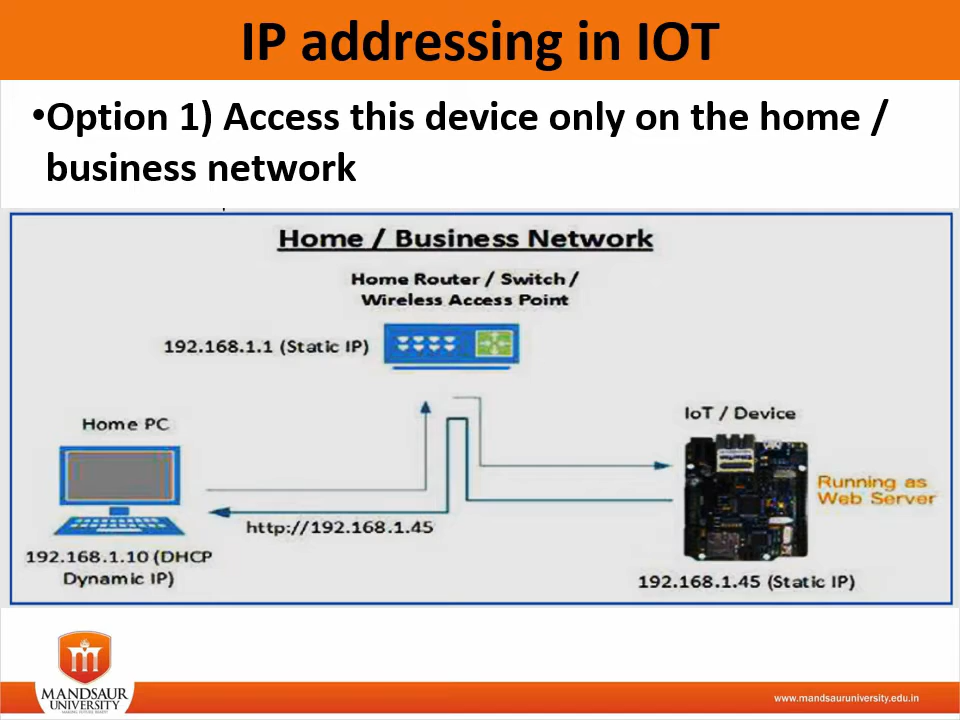 IP addressing in IOT
•Option 1) Access this device only on the home /
business network
Home / Business Network
Home Router / Switch /
Wireless Access Point
192.168.1.1 (Static IP)
Home PC
IoT / Device
Running as
Web Server
http://192.168.1.45
192.168.1.10 (DHCP
Dynamic IP)
192.168.1.45 (Static IP)
MANDSAUR
UNIVERSITY
www.mandsauruniversity.edu.in